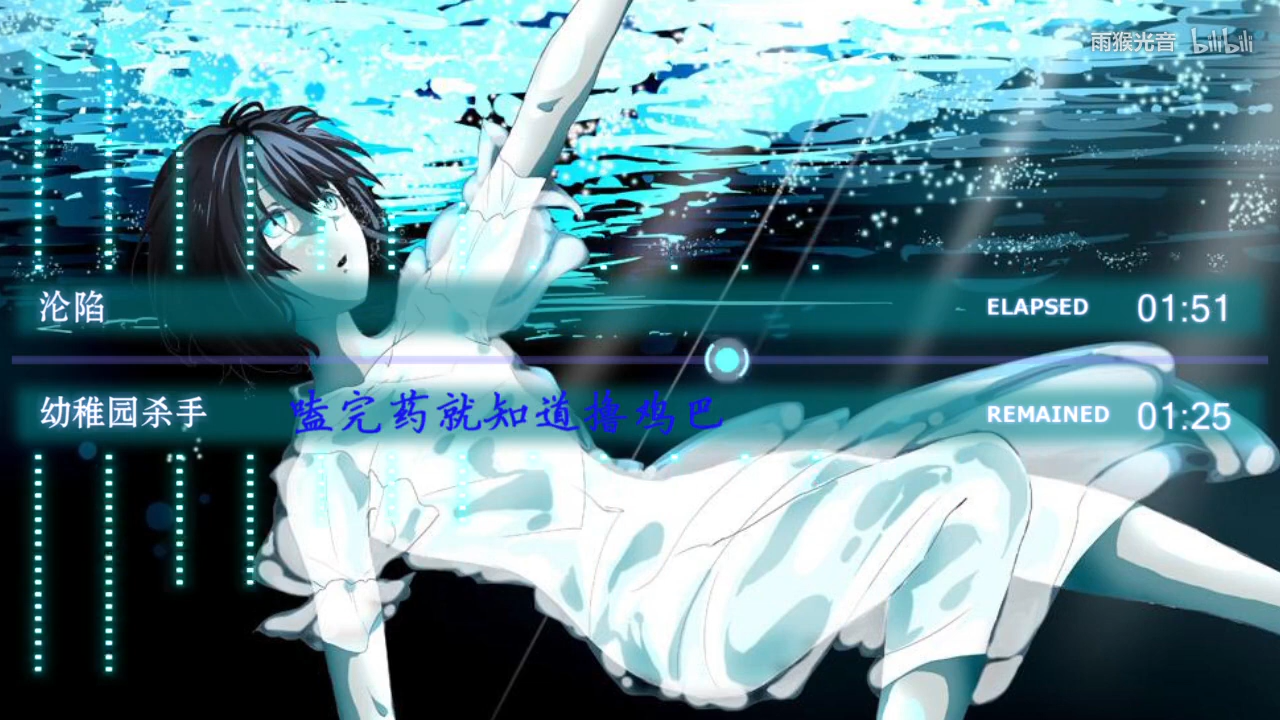 雨猴光音 bilibili
沦陷
ELAPSED 01:51
幼稚园杀手
嗑完药就知道撸鸡巴
REMAINED 01:25